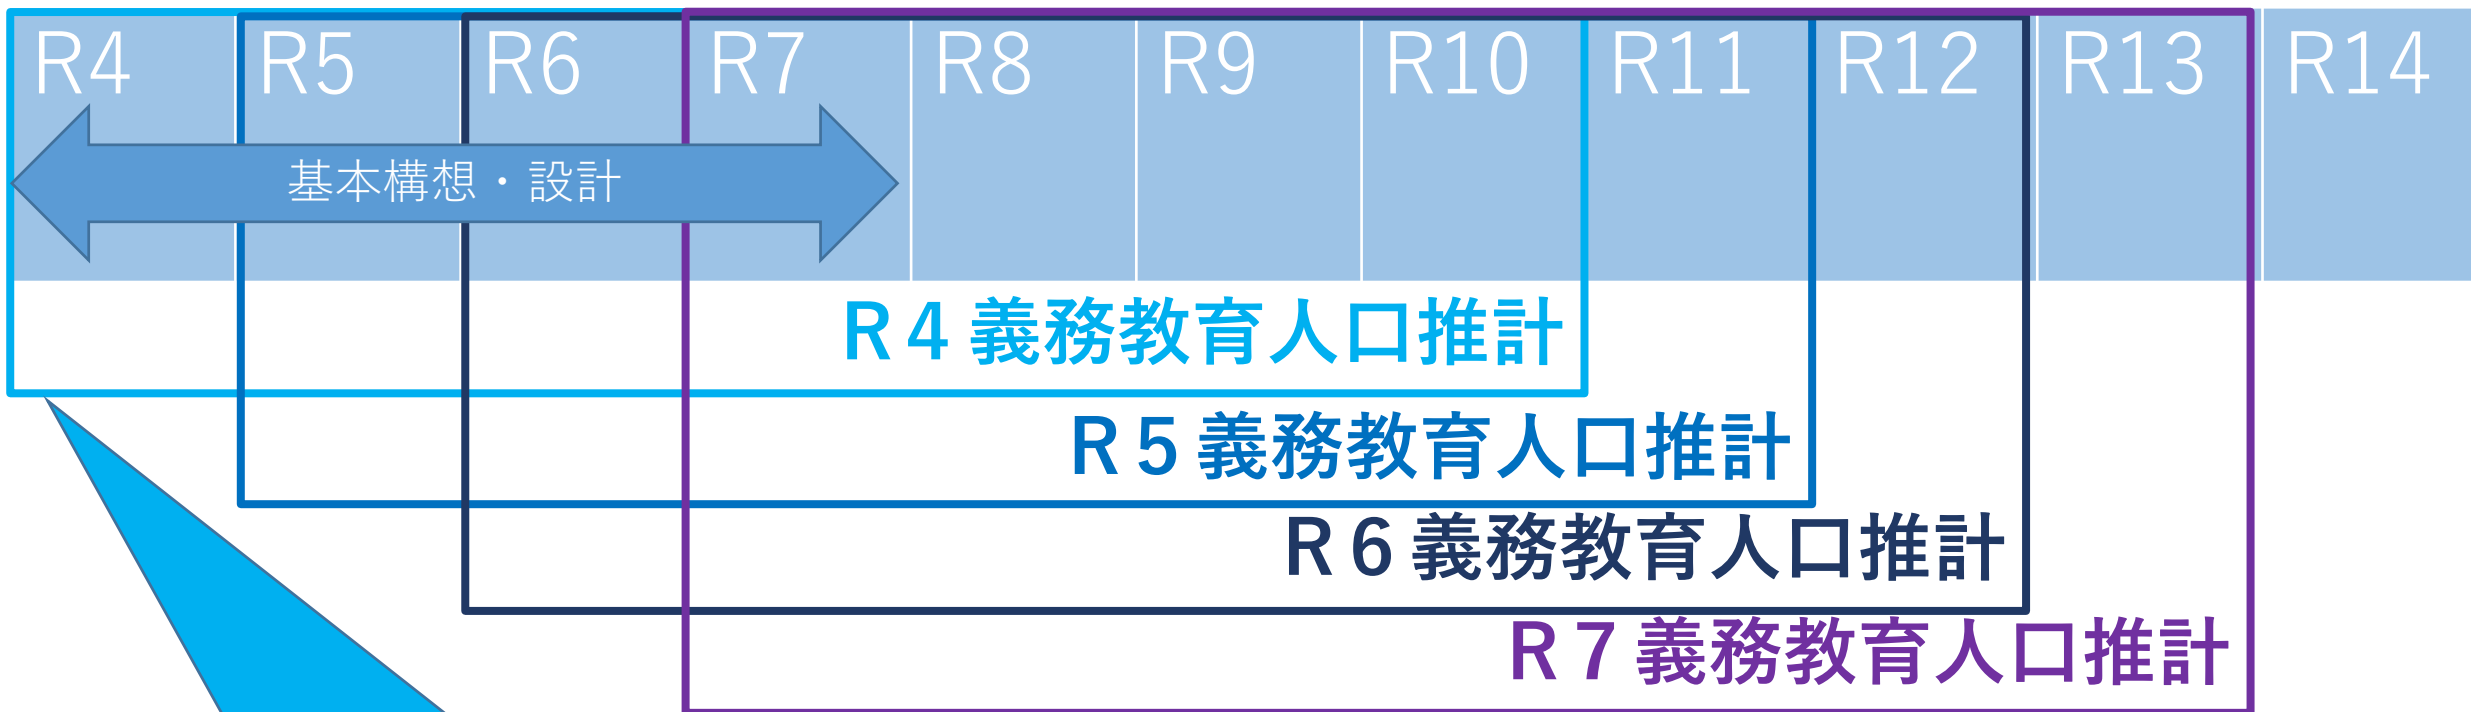 R4 R5 R6 R7 R8 R9 R10 R11 R12 R13 R14
基本構想・設計
R4義務教育人口推計
R5義務教育人口推計
R6義務教育人口推計
R7義務教育人口推計